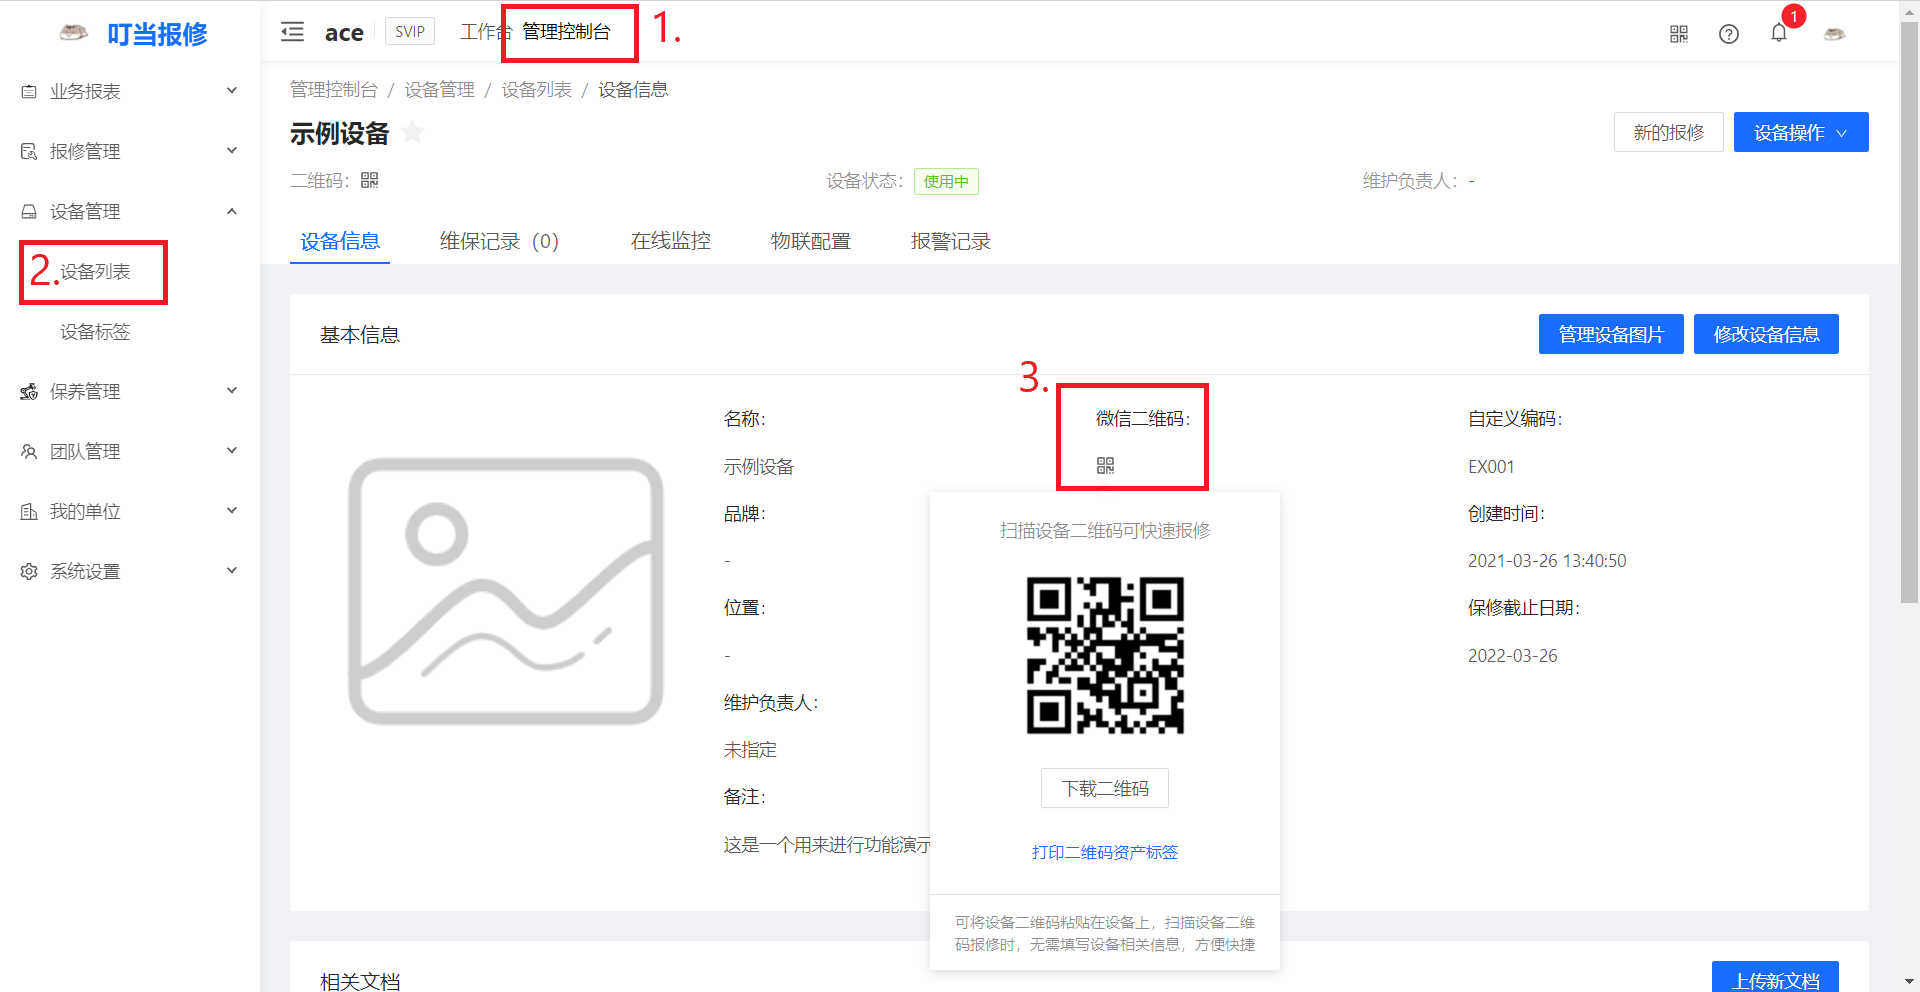 叮当报修
ace SVIP 工作台 管理控制台 1.
1
业务报表
报修管理
设备管理
2. 设备列表
设备标签
保养管理
团队管理
我的单位
系统设置
管理控制台 / 设备管理 / 设备列表 / 设备信息
示例设备
新的报修 设备操作
二维码： 设备状态： 使用中 维护负责人： -
设备信息 维保记录（0） 在线监控 物联配置 报警记录
基本信息 管理设备图片 修改设备信息
3.
名称： 微信二维码： 自定义编码：
示例设备 EX001
品牌： 创建时间：
- 2021-03-26 13:40:50
位置： 保修截止日期：
- 2022-03-26
维护负责人：
未指定
备注：
这是一个用来进行功能演示
扫描设备二维码可快速报修
下载二维码
打印二维码资产标签
可将设备二维码粘贴在设备上，扫描设备二维
码报修时，无需填写设备相关信息，方便快捷
相关文档 上传新文档